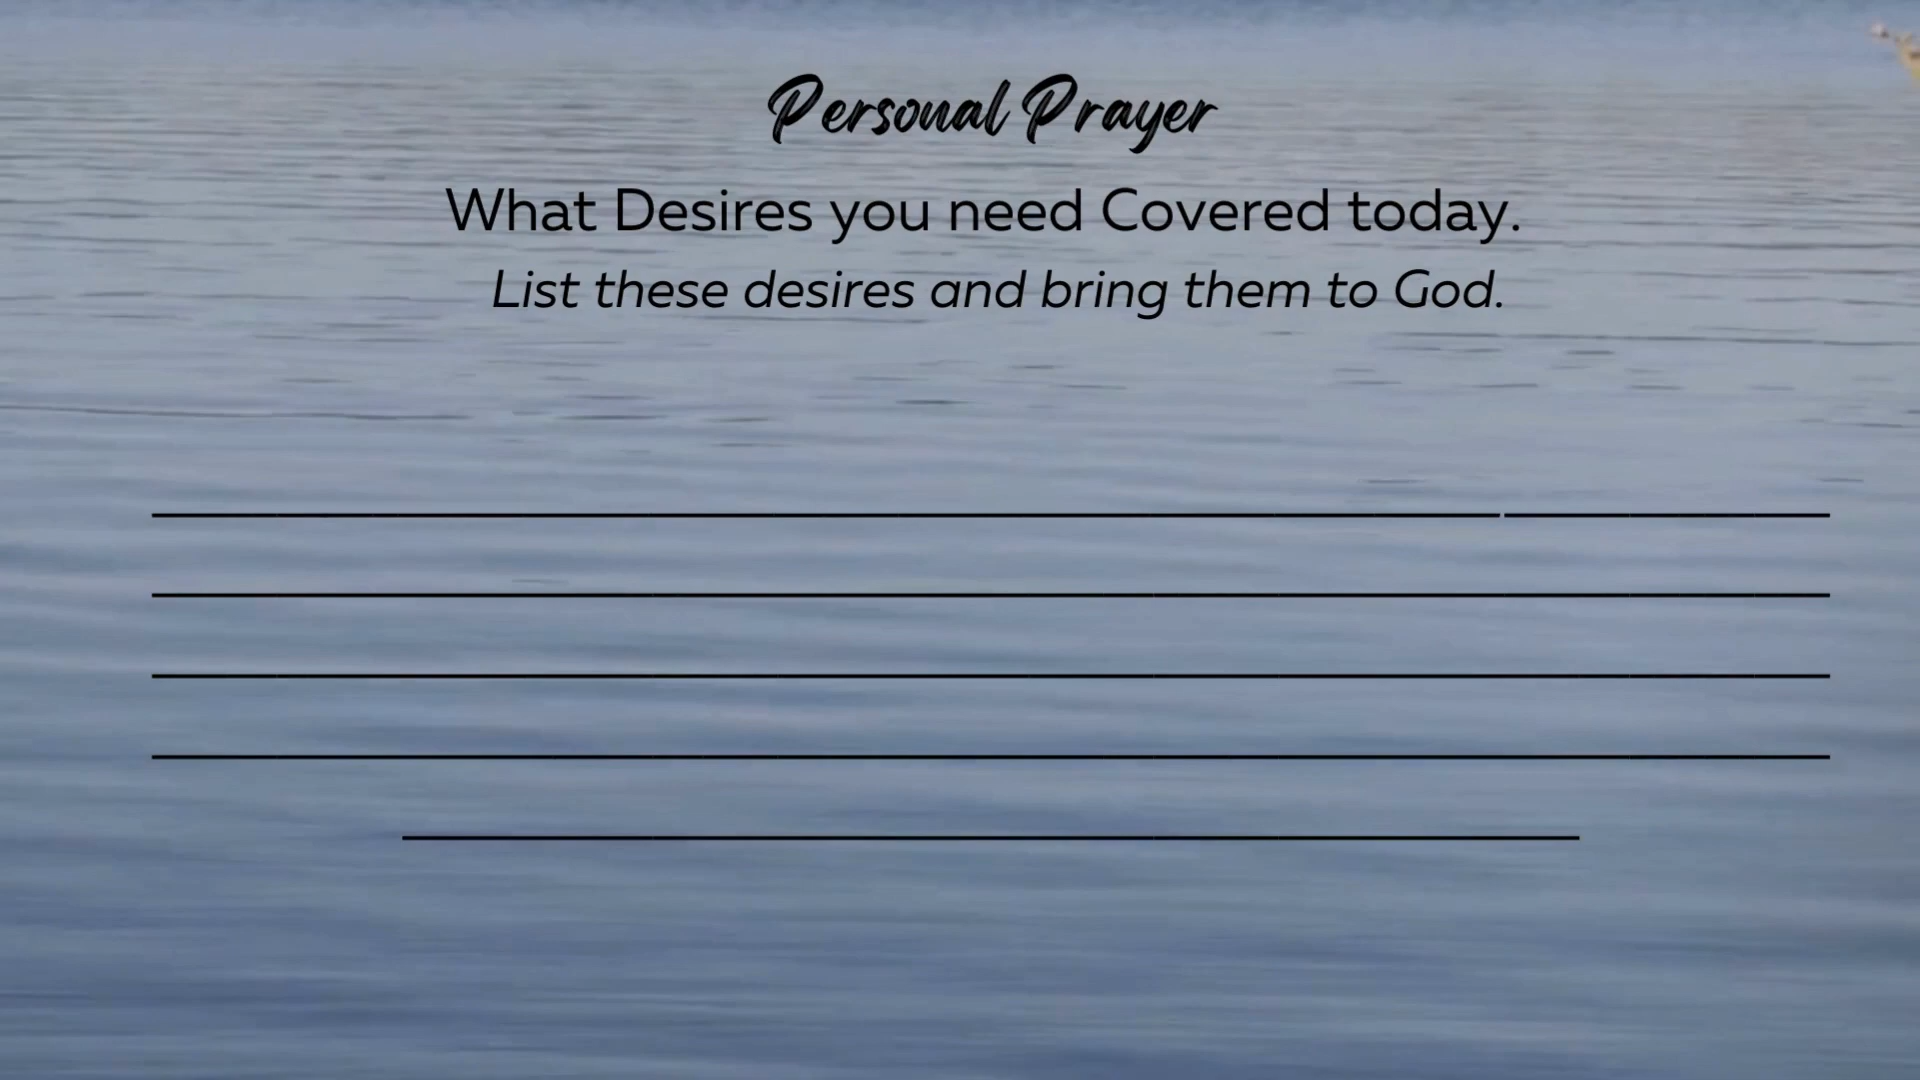 Personal Prayer
What Desires you need Covered today.
List these desires and bring them to God.